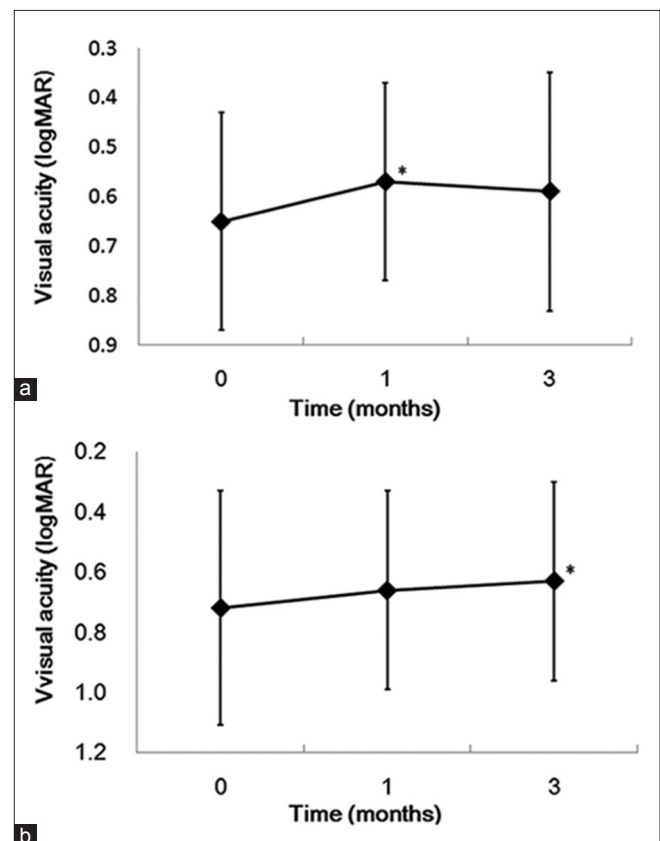 0.3
0.4
0.5
0.6
0.7
0.8
0.9
Visual acuity (logMAR)
*
0 1 3
Time (months)
a
0.2
0.4
0.6
0.8
1.0
1.2
Vvisual acuity (logMAR)
*
0 1 3
Time (months)
b